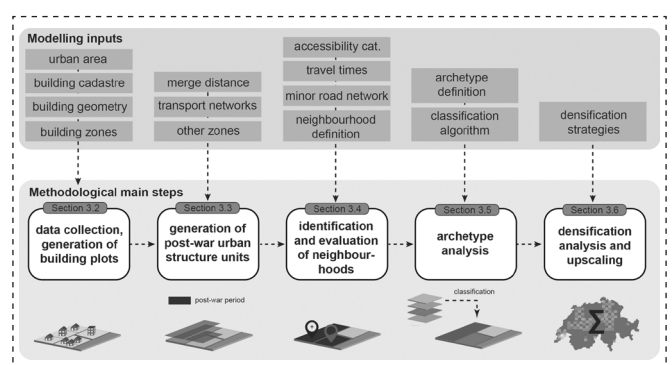 Modelling inputs
urban area
building cadastre
building geometry
building zones
merge distance
transport networks
other zones
accessibility cat.
travel times
minor road network
neighbourhood
definition
archetype
definition
classification
algorithm
densification
strategies
Methodological main steps
Section 3.2
data collection,
generation of
building plots
Section 3.3
generation of
post-war urban
structure units
Section 3.4
identification
and evaluation
of neighbour-
hoods
Section 3.5
archetype
analysis
Section 3.6
densification
analysis and
upscaling
post-war period
classification
Σ